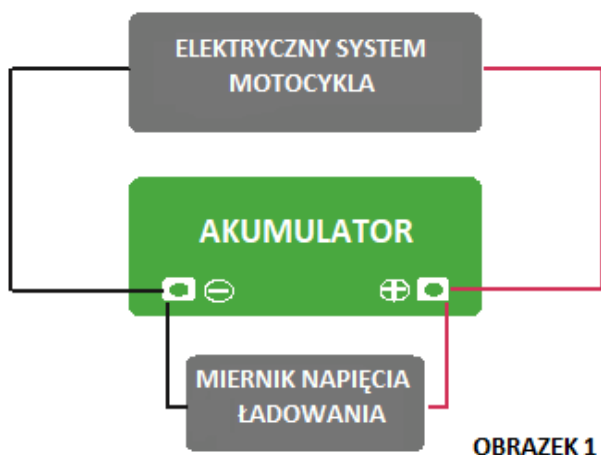 ELEKTRYCZNY SYSTEM
MOTOCYKLA
AKUMULATOR
MIERNIK NAPIĘCIA
ŁADOWANIA
OBRAZEK 1